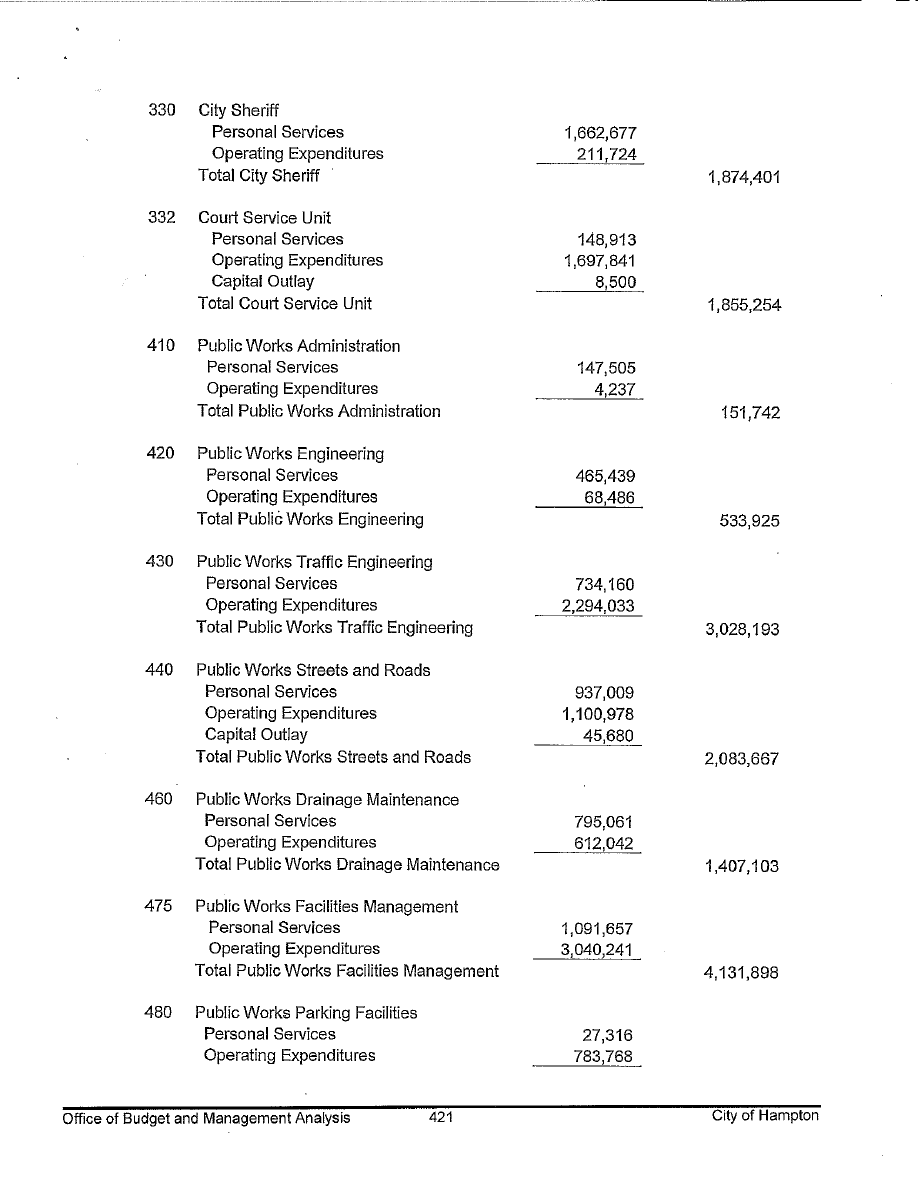 330 City Sheriff
Personal Services 1,662,677
Operating Expenditures 211,724
Total City Sheriff 1,874,401
332 Court Service Unit
Personal Services 148,913
Operating Expenditures 1,697,841
Capital Outlay 8,500
Total Court Service Unit 1,855,254
410 Public Works Administration
Personal Services 147,505
Operating Expenditures 4,237
Total Public Works Administration 151,742
420 Public Works Engineering
Personal Services 465,439
Operating Expenditures 68,486
Total Public Works Engineering 533,925
430 Public Works Traffic Engineering
Personal Services 734,160
Operating Expenditures 2,294,033
Total Public Works Traffic Engineering 3,028,193
440 Public Works Streets and Roads
Personal Services 937,009
Operating Expenditures 1,100,978
Capital Outlay 45,680
Total Public Works Streets and Roads 2,083,667
460 Public Works Drainage Maintenance
Personal Services 795,061
Operating Expenditures 612,042
Total Public Works Drainage Maintenance 1,407,103
475 Public Works Facilities Management
Personal Services 1,091,657
Operating Expenditures 3,040,241
Total Public Works Facilities Management 4,131,898
480 Public Works Parking Facilities
Personal Services 27,316
Operating Expenditures 783,768
Office of Budget and Management Analysis 421 City of Hampton